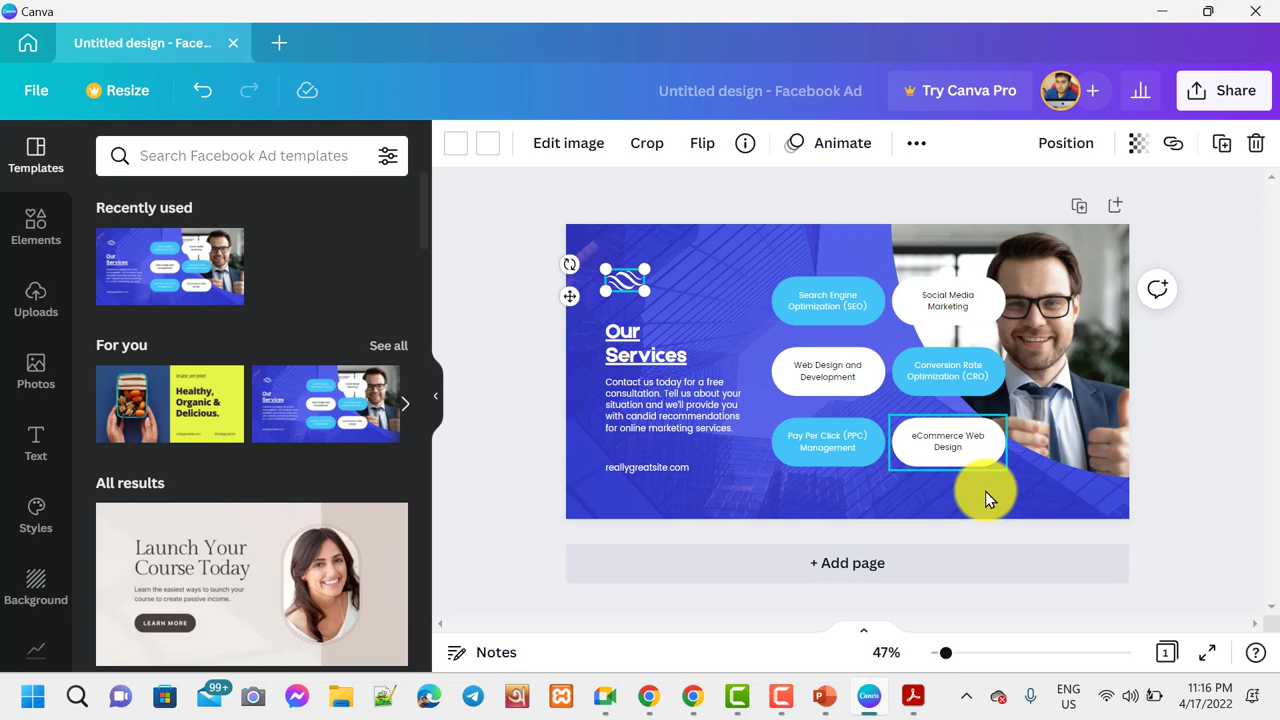 Canva
Untitled design - Face...
File
Resize
Untitled design - Facebook Ad
Try Canva Pro
Share
Templates
Elements
Uploads
Photos
Text
Styles
Background
Search Facebook Ad templates
Recently used
For you
See all
Healthy,
Organic &
Delicious.
All results
Launch Your
Course Today
Learn the easiest ways to launch your
course to create passive income.
LEARN MORE
Edit image
Crop
Flip
Animate
Position
Our
Services
Contact us today for a free
consultation. Tell us about your
situation and we'll provide you
with candid recommendations
for online marketing services.
reallygreatsite.com
Search Engine
Optimization (SEO)
Social Media
Marketing
Web Design and
Development
Conversion Rate
Optimization (CRO)
Pay Per Click (PPC)
Management
eCommerce Web
Design
+ Add page
Notes
47%
1
99+
ENG
US
11:16 PM
4/17/2022